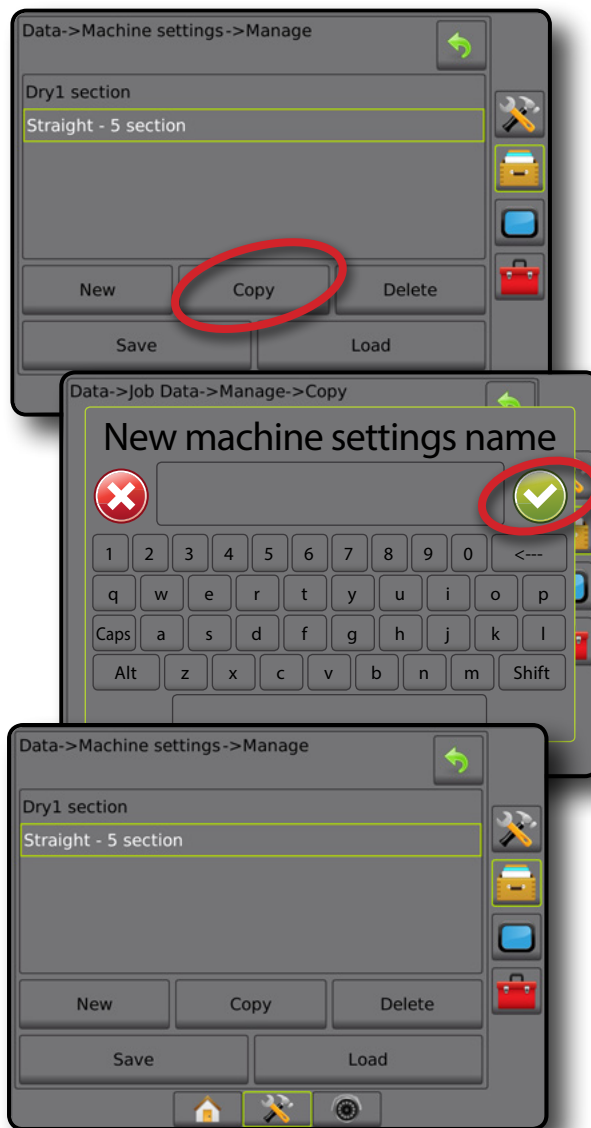 Data->Machine settings->Manage
Dry1 section
Straight - 5 section
New Copy Delete
Save Load
Data->Job Data->Manage->Copy
New machine settings name
1 2 3 4 5 6 7 8 9 0 <---
q w e r t y u i o p
Caps a s d f g h j k l
Alt z x c v b n m Shift
Data->Machine settings->Manage
Dry1 section
Straight - 5 section
New Copy Delete
Save Load